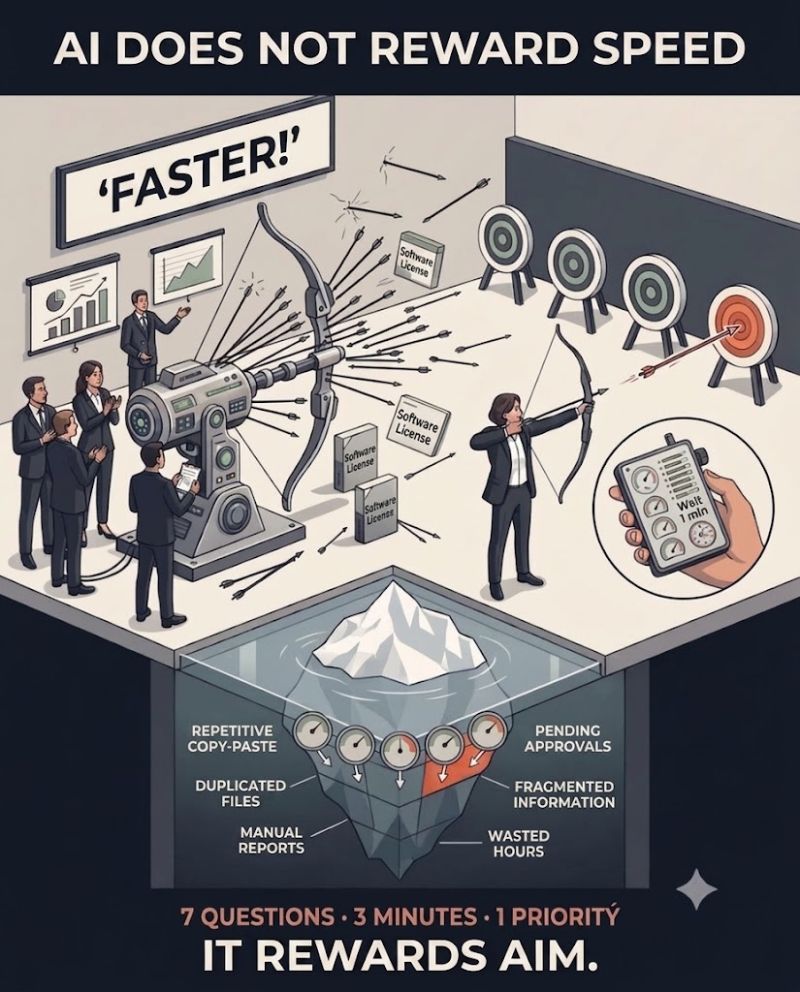 AI DOES NOT REWARD SPEED
‘FASTER!’
Software
License
Software
License
Software
License
Software
License
Wait
1 min
REPETITIVE
COPY-PASTE
DUPLICATED
FILES
MANUAL
REPORTS
PENDING
APPROVALS
FRAGMENTED
INFORMATION
WASTED
HOURS
7 QUESTIONS · 3 MINUTES · 1 PRIORITÝ
IT REWARDS AIM.